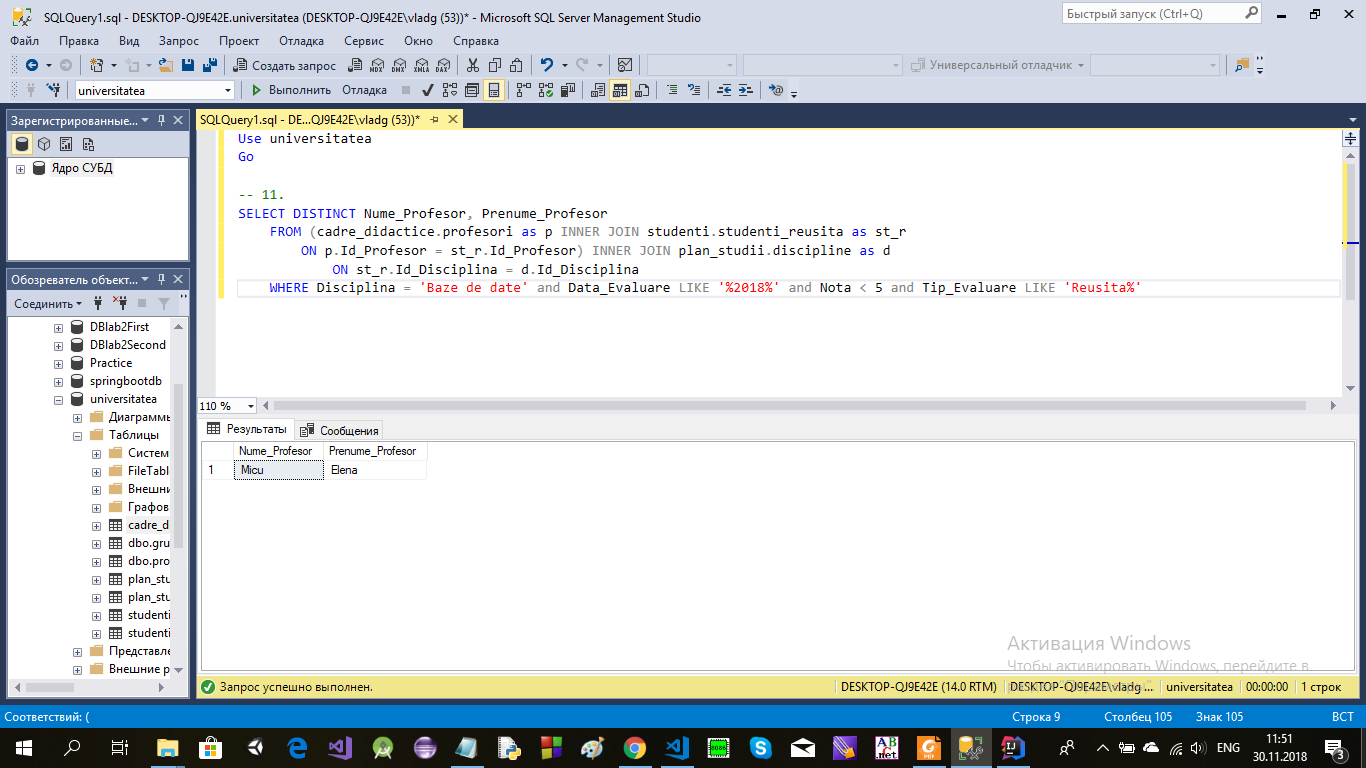 SQLQuery1.sql - DESKTOP-QJ9E42E.universitatea (DESKTOP-QJ9E42E\vladg (53))* - Microsoft SQL Server Management Studio
Быстрый запуск (Ctrl+Q)
Файл Правка Вид Запрос Проект Отладка Сервис Окно Справка
Создать запрос MDX DMX XMLA DAX Универсальный отладчик
universitatea Выполнить Отладка
Зарегистрированные...
Ядро СУБД
Обозреватель объект...
Соединить
DBlab2First
DBlab2Second
Practice
springbootdb
universitatea
Диаграммы
Таблицы
Систем
FileTabl
Внешни
Графов
cadre_d
dbo.gru
dbo.pro
plan_stu
plan_stu
studenti
studenti
Представле
Внешние р
SQLQuery1.sql - DE...QJ9E42E\vladg (53))*
Use universitatea
Go
-- 11.
SELECT DISTINCT Nume_Profesor, Prenume_Profesor
FROM (cadre_didactice.profesori as p INNER JOIN studenti.studenti_reusita as st_r
ON p.Id_Profesor = st_r.Id_Profesor) INNER JOIN plan_studii.discipline as d
ON st_r.Id_Disciplina = d.Id_Disciplina
WHERE Disciplina = 'Baze de date' and Data_Evaluare LIKE '%2018%' and Nota < 5 and Tip_Evaluare LIKE 'Reusita%'
110 %
Результаты Сообщения
Nume_Profesor Prenume_Profesor
1 Micu Elena
Активация Windows
Чтобы активировать Windows, перейдите в
Запрос успешно выполнен. DESKTOP-QJ9E42E (14.0 RTM) DESKTOP-QJ9E42E\vladg ... universitatea 00:00:00 1 строк
Соответствий: ( Строка 9 Столбец 105 Знак 105 ВСТ
ENG
11:51
30.11.2018
3